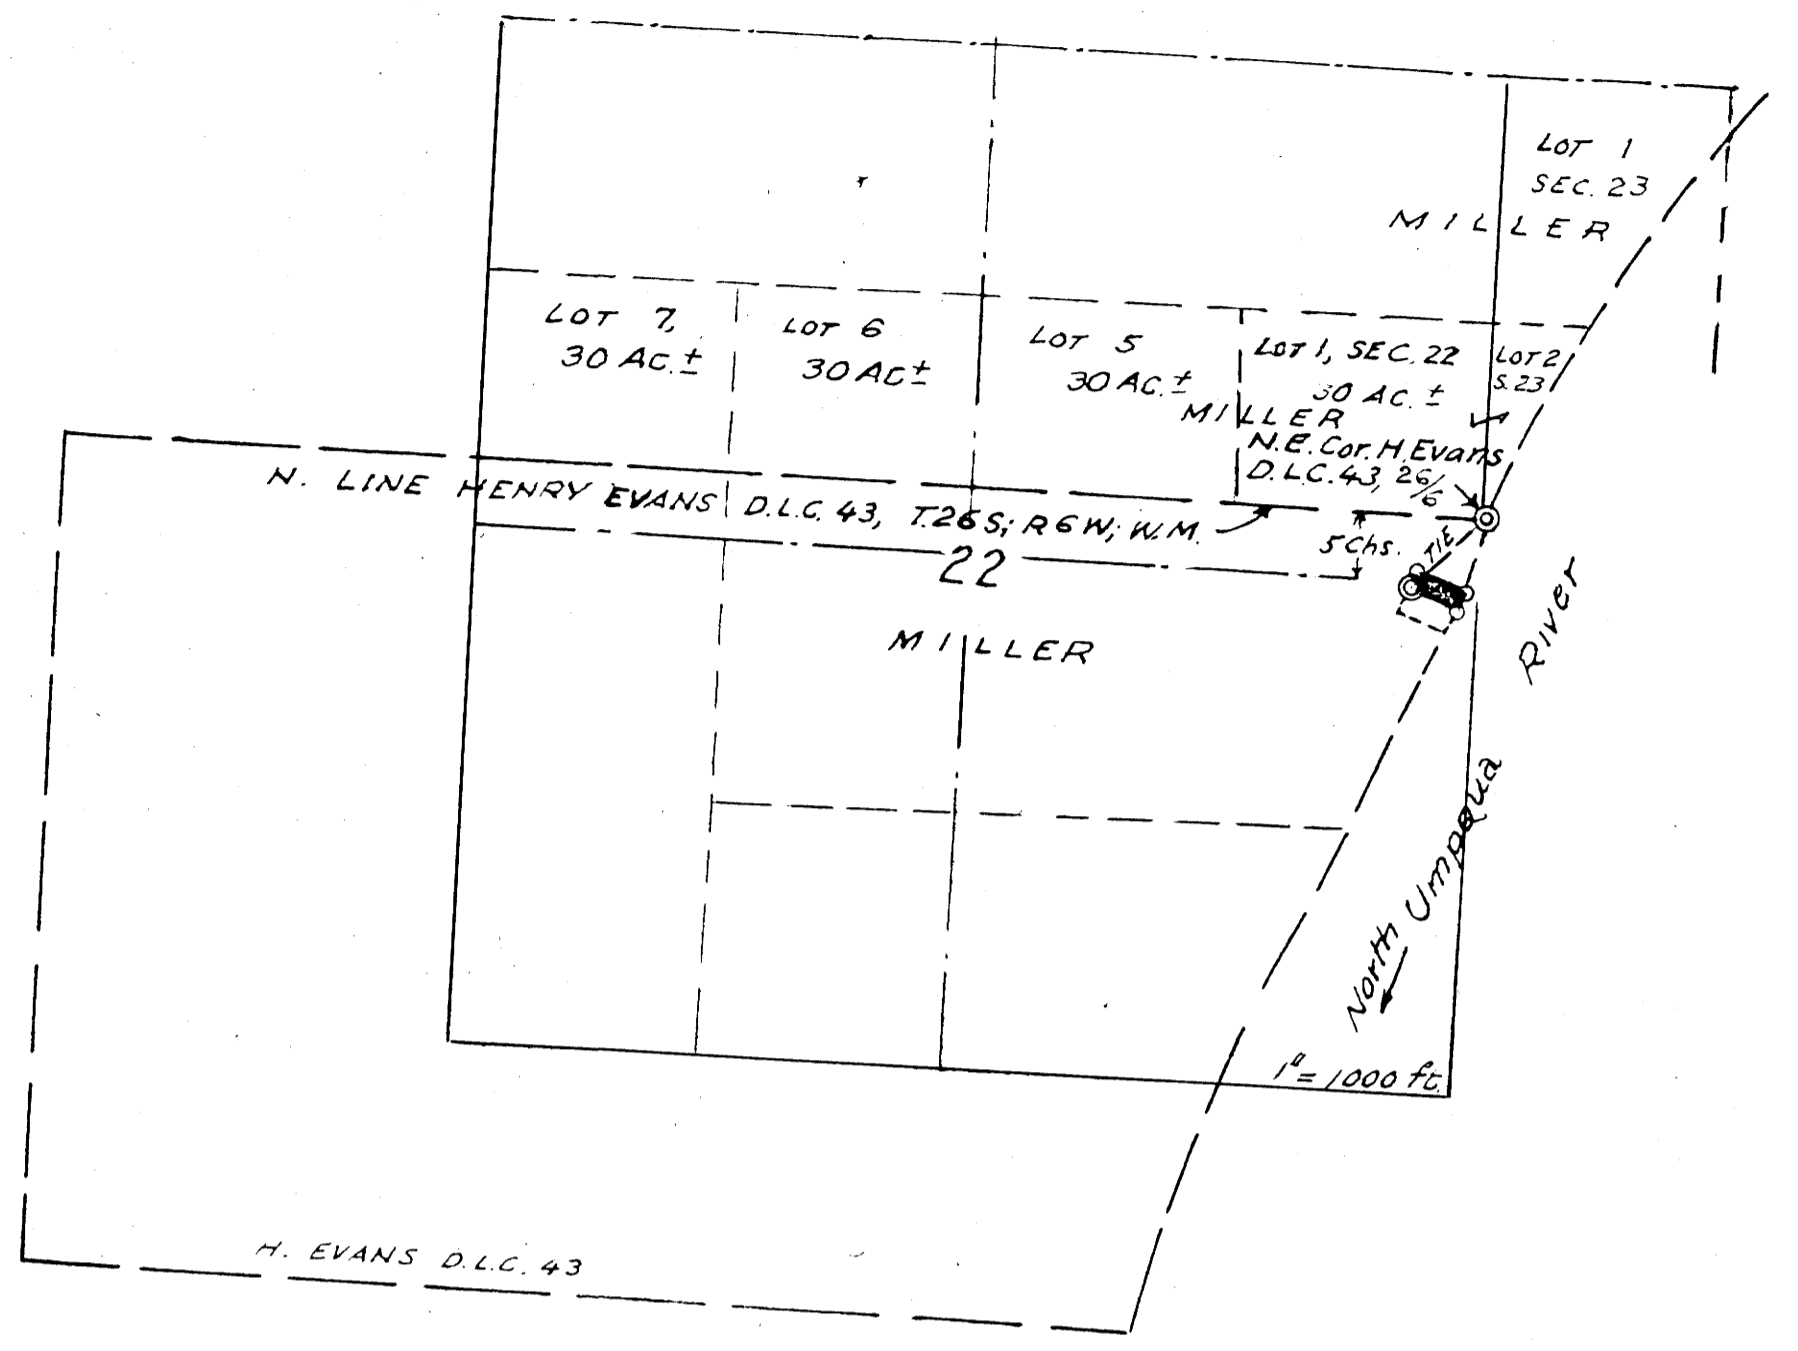 LOT 1
SEC. 23
MILLER
LOT 7,
30 AC. ±
LOT 6
30 AC ±
LOT 5
30 AC. ±
LOT 1, SEC. 22
30 AC. ±
LOT 2
S. 23
MILLER
N.E. Cor. H. Evans
D.L.C. 43, 26/6
N. LINE HENRY EVANS D.L.C. 43, T.26S; R6W; W.M.
5 Chs.
TIE
22
MILLER
North Umpqua River
1" = 1000 ft.
H. EVANS D.L.C. 43